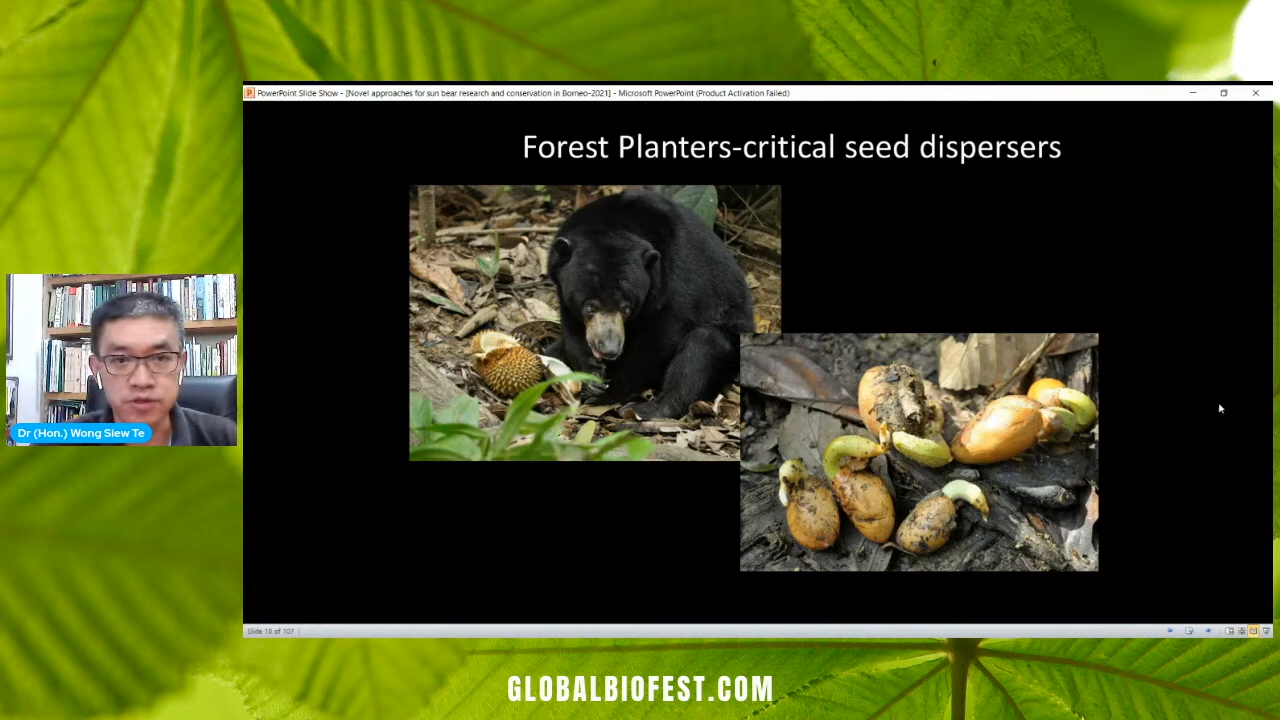 PowerPoint Slide Show - [Novel approaches for sun bear research and conservation in Borneo-2021] - Microsoft PowerPoint (Product Activation Failed)
Forest Planters-critical seed dispersers
Dr (Hon.) Wong Siew Te
Slide 10 of 107
GLOBALBIOFEST.COM